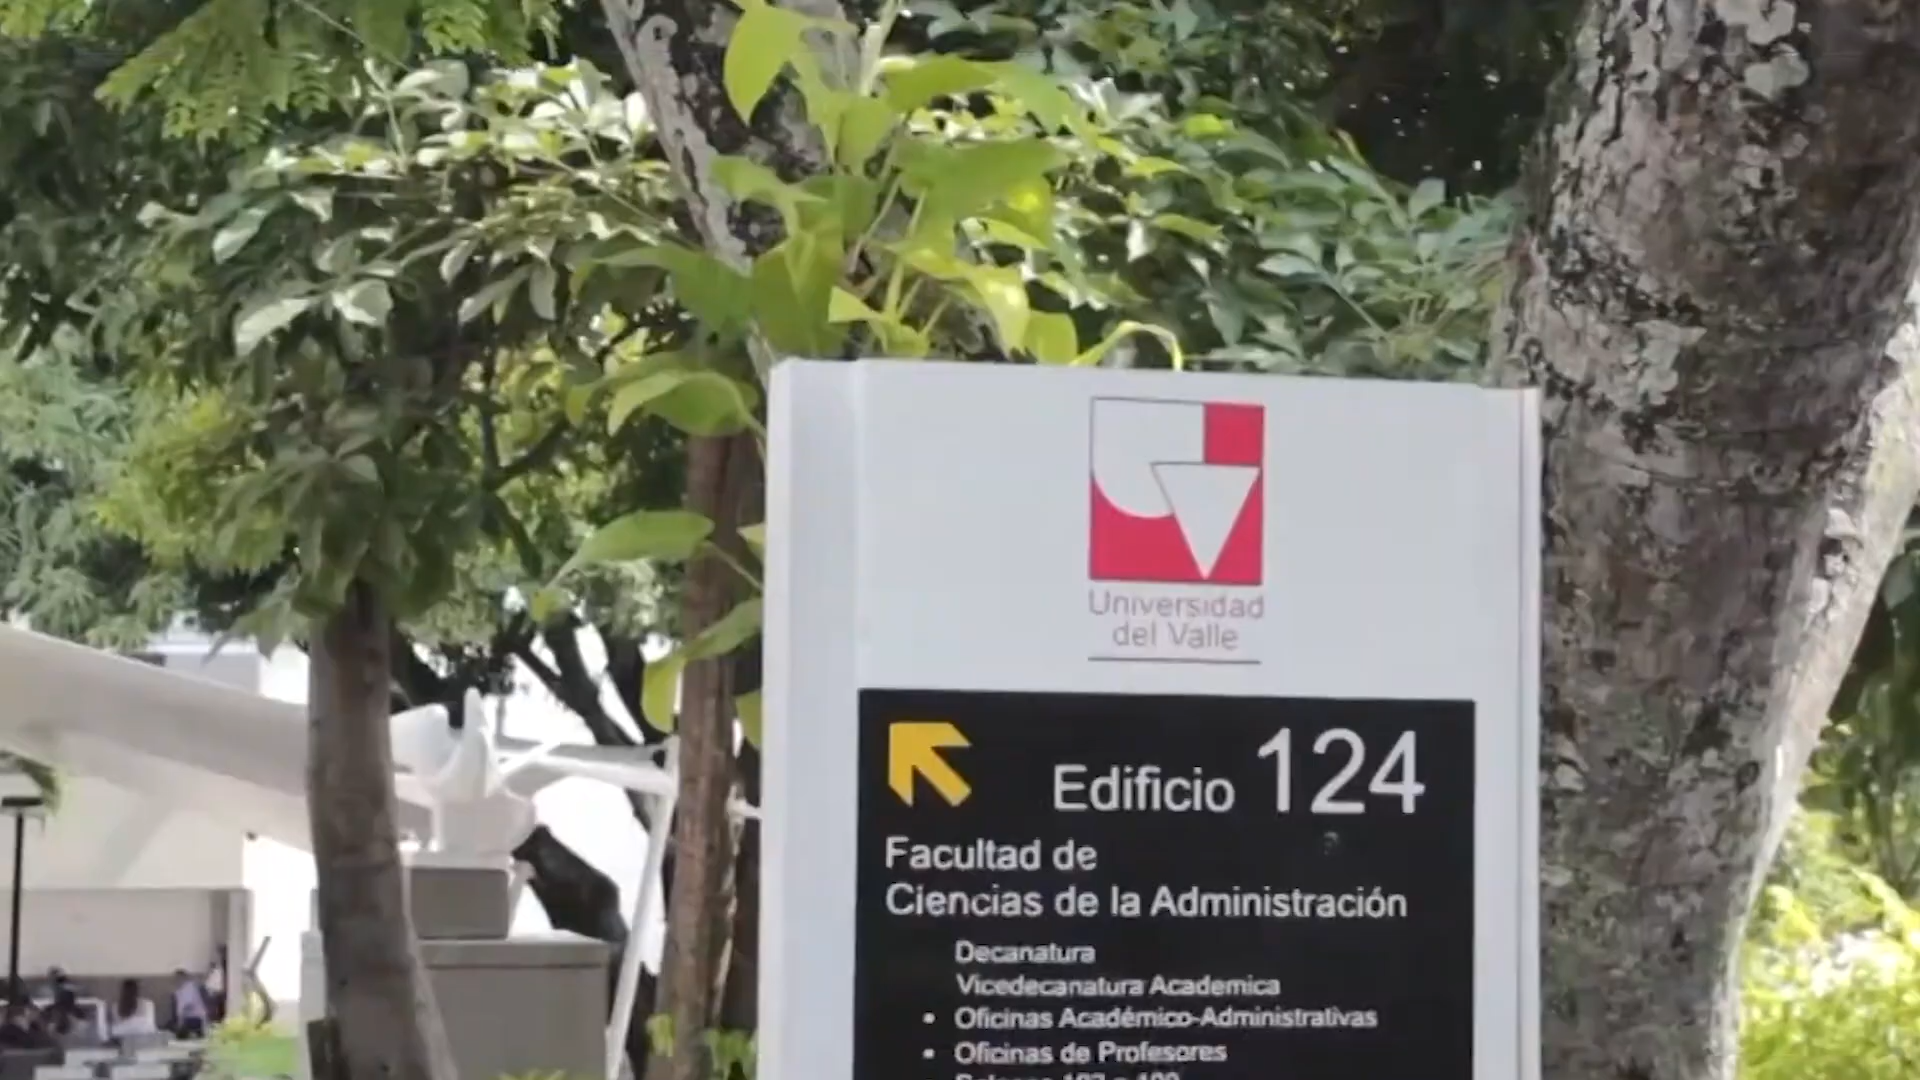 Universidad
del Valle
Edificio 124
Facultad de
Ciencias de la Administración
Decanatura
Vicedecanatura Academica
• Oficinas Académico-Administrativas
• Oficinas de Profesores